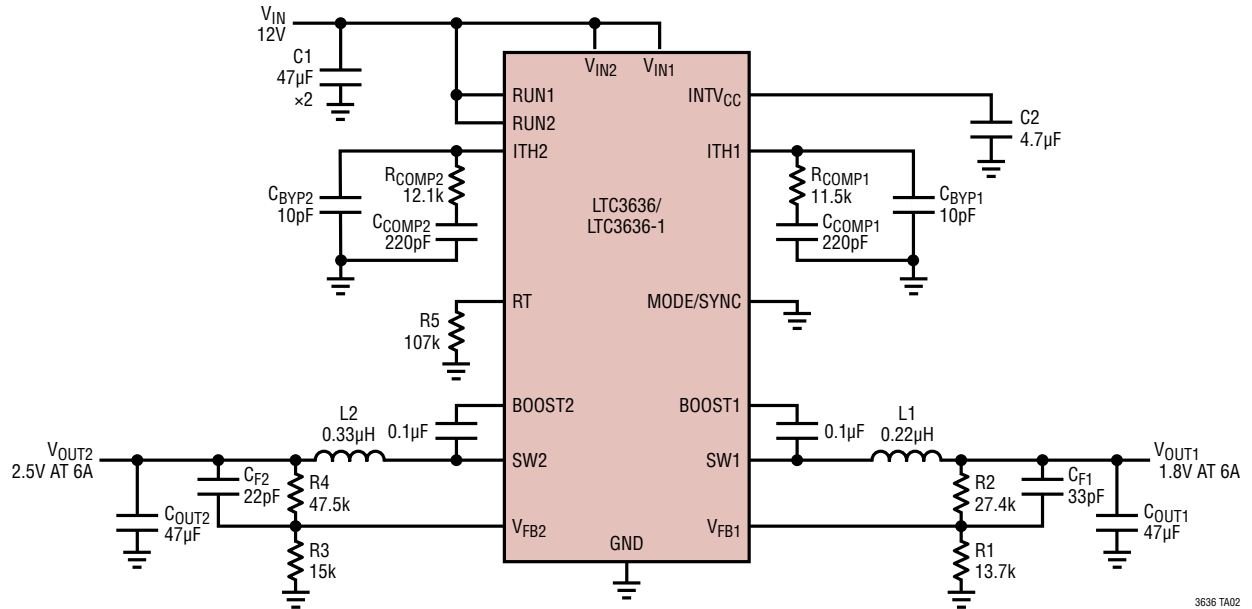 VIN
12V
C1
47µF
×2
VIN2
VIN1
RUN1
RUN2
ITH2
INTVCC
ITH1
C2
4.7µF
CBYP2
10pF
RCOMP2
12.1k
CCOMP2
220pF
LTC3636/
LTC3636-1
RCOMP1
11.5k
CCOMP1
220pF
CBYP1
10pF
RT
R5
107k
MODE/SYNC
BOOST2
BOOST1
VOUT2
2.5V AT 6A
L2
0.33µH
0.1µF
SW2
SW1
0.1µF
L1
0.22µH
VOUT1
1.8V AT 6A
COUT2
47µF
CF2
22pF
R4
47.5k
R3
15k
VFB2
GND
VFB1
R2
27.4k
R1
13.7k
CF1
33pF
COUT1
47µF
3636 TA02